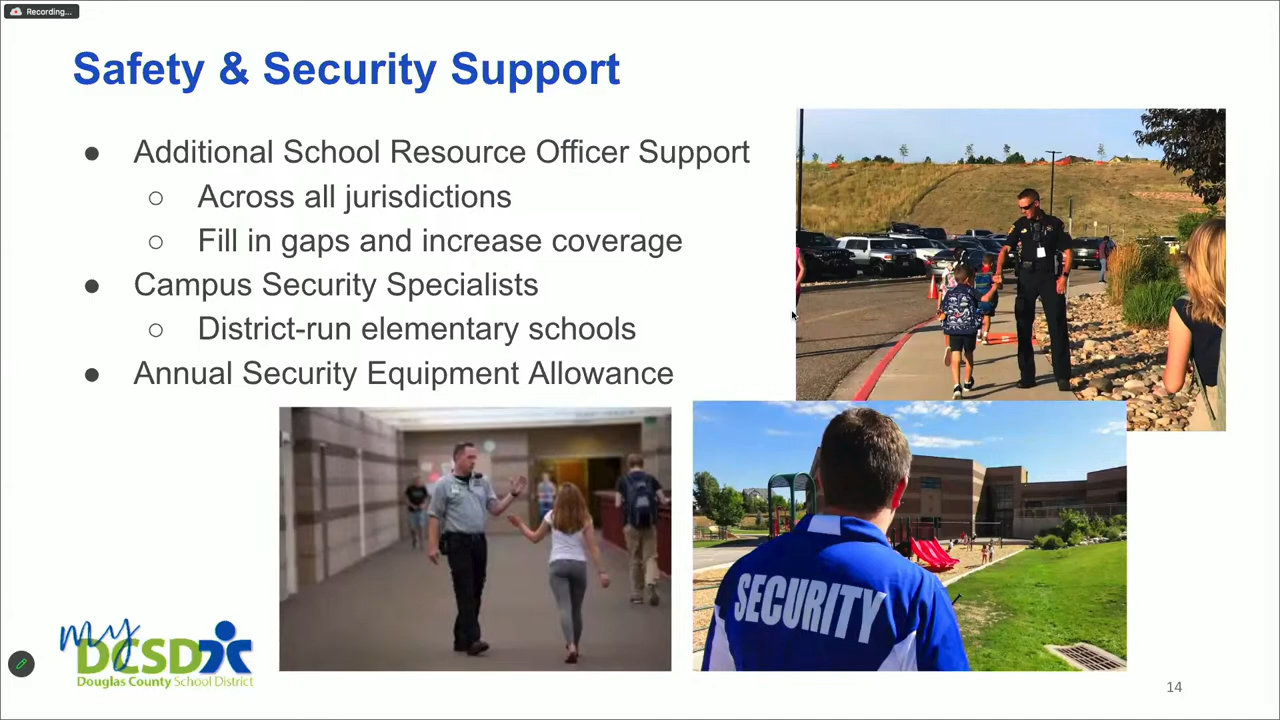 Recording...
Safety & Security Support
● Additional School Resource Officer Support
○ Across all jurisdictions
○ Fill in gaps and increase coverage
● Campus Security Specialists
○ District-run elementary schools
● Annual Security Equipment Allowance
SECURITY
my
DCSD
Douglas County School District
14